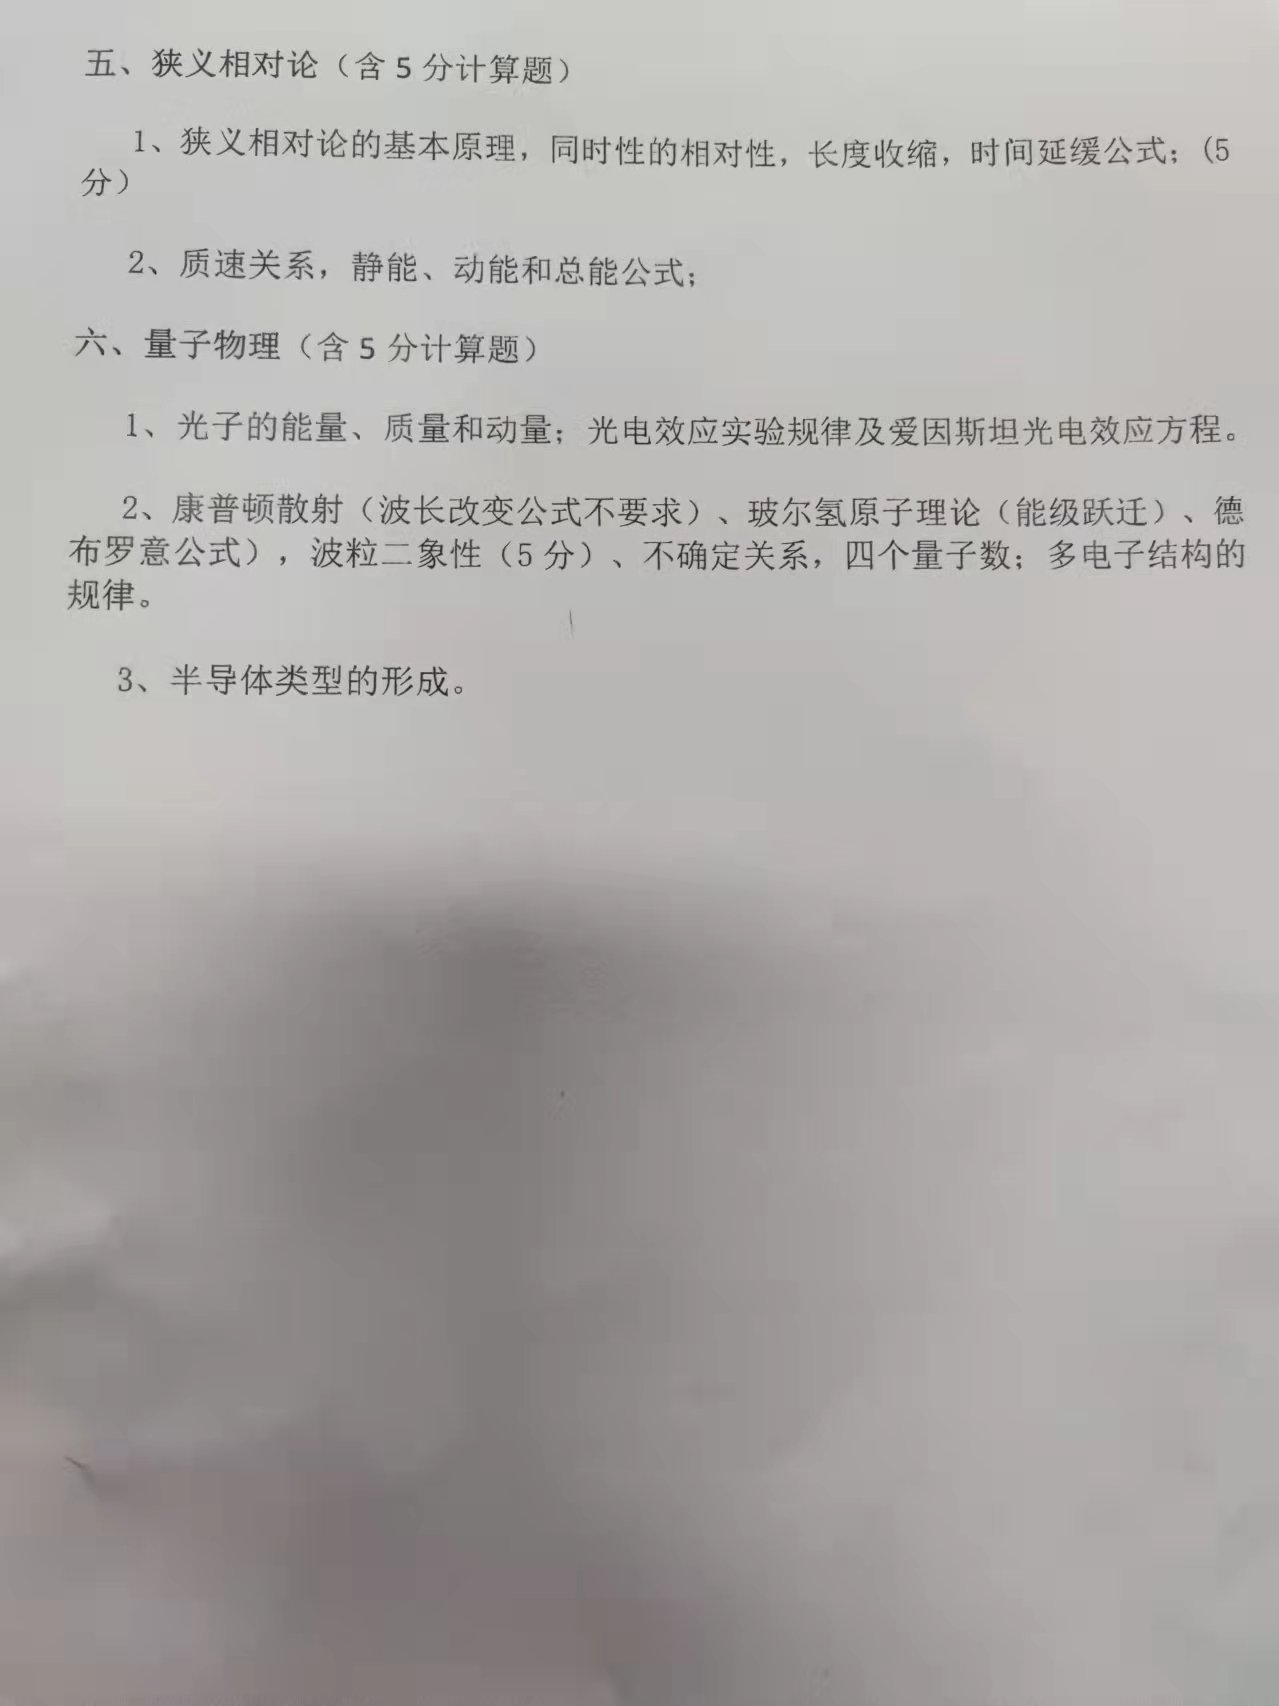 五、狭义相对论（含 5 分计算题）
1、狭义相对论的基本原理，同时性的相对性，长度收缩，时间延缓公式；(5
分）
2、质速关系，静能、动能和总能公式；
六、量子物理（含 5 分计算题）
1、光子的能量、质量和动量；光电效应实验规律及爱因斯坦光电效应方程。
2、康普顿散射（波长改变公式不要求）、玻尔氢原子理论（能级跃迁）、德
布罗意公式），波粒二象性（5 分）、不确定关系，四个量子数；多电子结构的
规律。
3、半导体类型的形成。